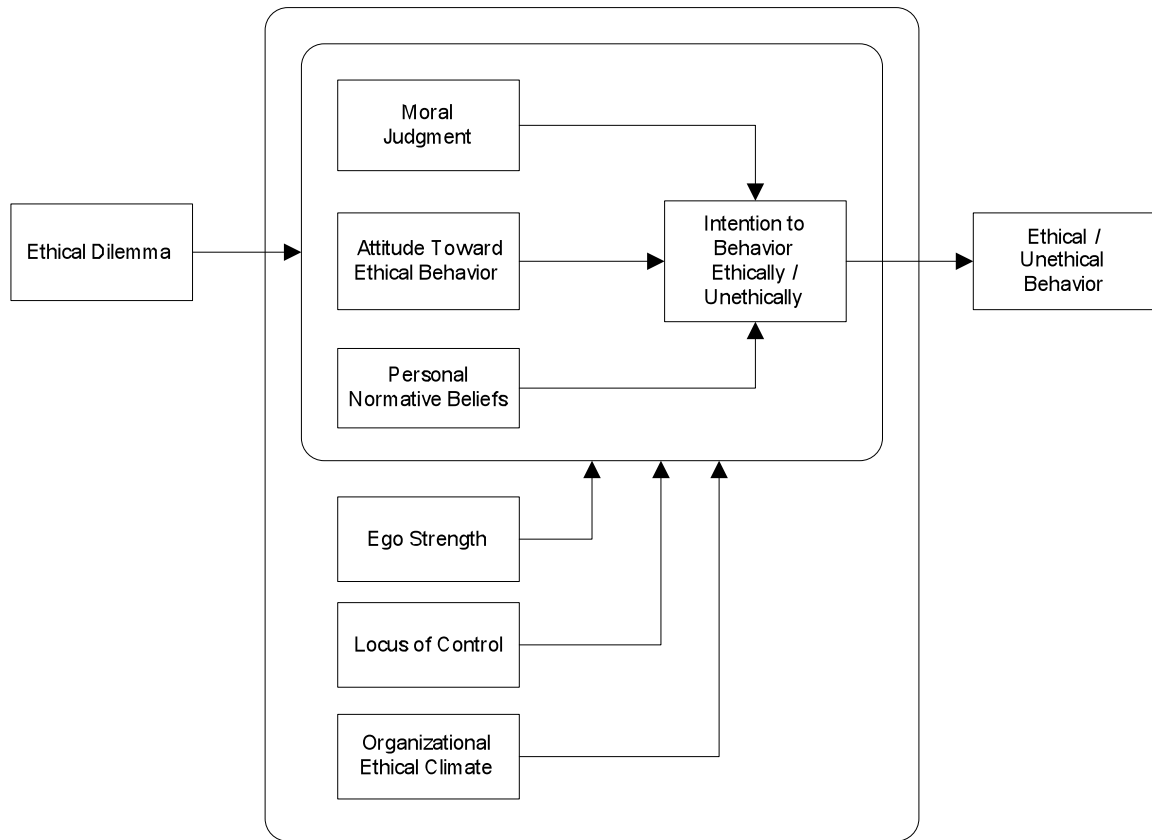 Moral
Judgment
Ethical Dilemma
Attitude Toward
Ethical Behavior
Intention to
Behavior
Ethically /
Unethically
Ethical /
Unethical
Behavior
Personal
Normative Beliefs
Ego Strength
Locus of Control
Organizational
Ethical Climate